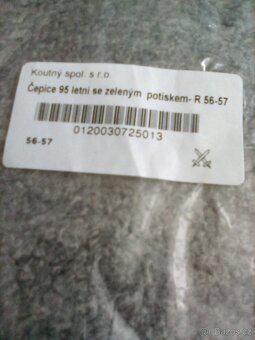 Koutný spol. s r.o.
Čepice 95 letní se zeleným potiskem- R 56-57
0120030725013
56-57